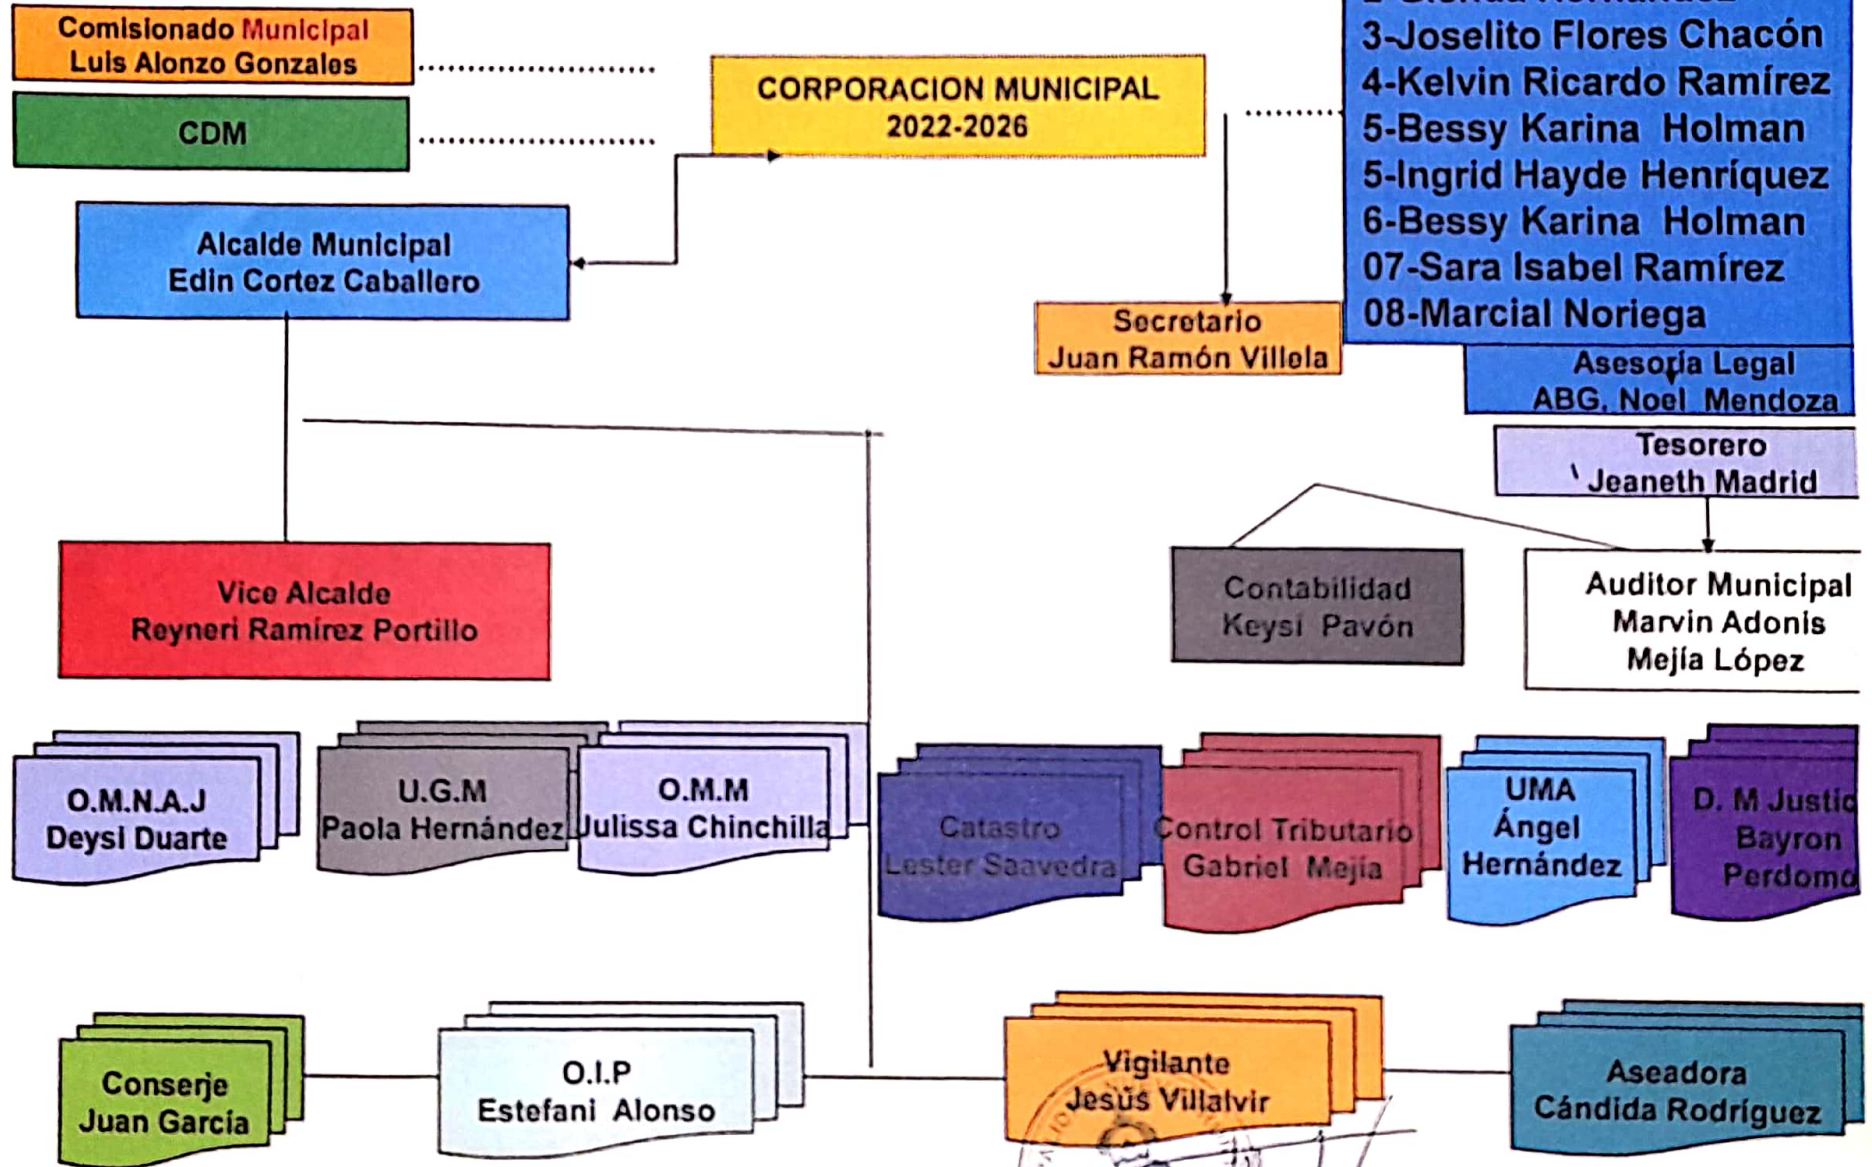 Comisionado Municipal
Luis Alonzo Gonzales
CDM
CORPORACION MUNICIPAL
2022-2026
3-Joselito Flores Chacón
4-Kelvin Ricardo Ramírez
5-Bessy Karina Holman
5-Ingrid Hayde Henríquez
6-Bessy Karina Holman
07-Sara Isabel Ramírez
08-Marcial Noriega
Alcalde Municipal
Edin Cortez Caballero
Secretario
Juan Ramón Villela
Asesoría Legal
ABG. Noel Mendoza
Tesorero
Jeaneth Madrid
Vice Alcalde
Reyneri Ramírez Portillo
Contabilidad
Keysi Pavón
Auditor Municipal
Marvin Adonis
Mejía López
O.M.N.A.J
Deysi Duarte
U.G.M
Paola Hernández
O.M.M
Julissa Chinchilla
Catastro
Lester Saavedra
Control Tributario
Gabriel Mejía
UMA
Ángel
Hernández
D. M Justic
Bayron
Perdomo
Conserje
Juan García
O.I.P
Estefani Alonso
Vigilante
Jesús Villalvir
Aseadora
Cándida Rodríguez